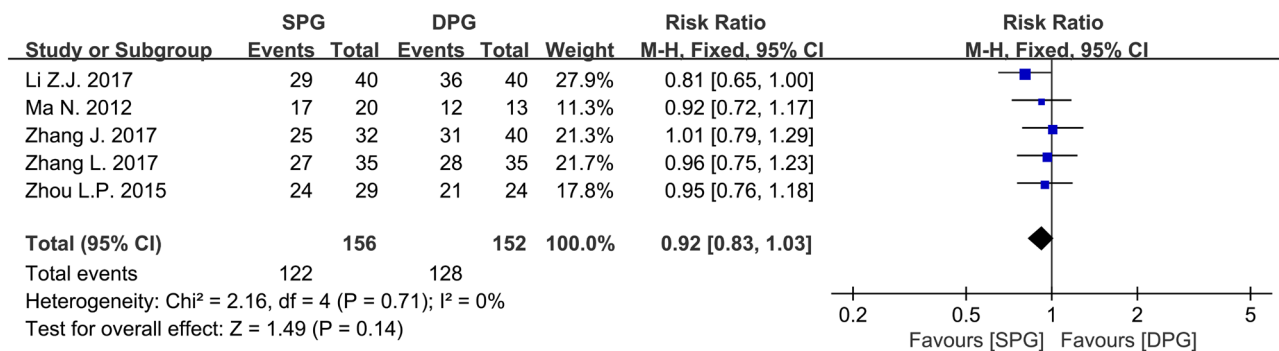 SPG DPG Risk Ratio Risk Ratio
Study or Subgroup Events Total Events Total Weight M-H, Fixed, 95% CI M-H, Fixed, 95% CI
Li Z.J. 2017 29 40 36 40 27.9% 0.81 [0.65, 1.00]
Ma N. 2012 17 20 12 13 11.3% 0.92 [0.72, 1.17]
Zhang J. 2017 25 32 31 40 21.3% 1.01 [0.79, 1.29]
Zhang L. 2017 27 35 28 35 21.7% 0.96 [0.75, 1.23]
Zhou L.P. 2015 24 29 21 24 17.8% 0.95 [0.76, 1.18]
Total (95% CI) 156 152 100.0% 0.92 [0.83, 1.03]
Total events 122 128
Heterogeneity: Chi² = 2.16, df = 4 (P = 0.71); I² = 0%
Test for overall effect: Z = 1.49 (P = 0.14)
0.2 0.5 1 2 5
Favours [SPG] Favours [DPG]